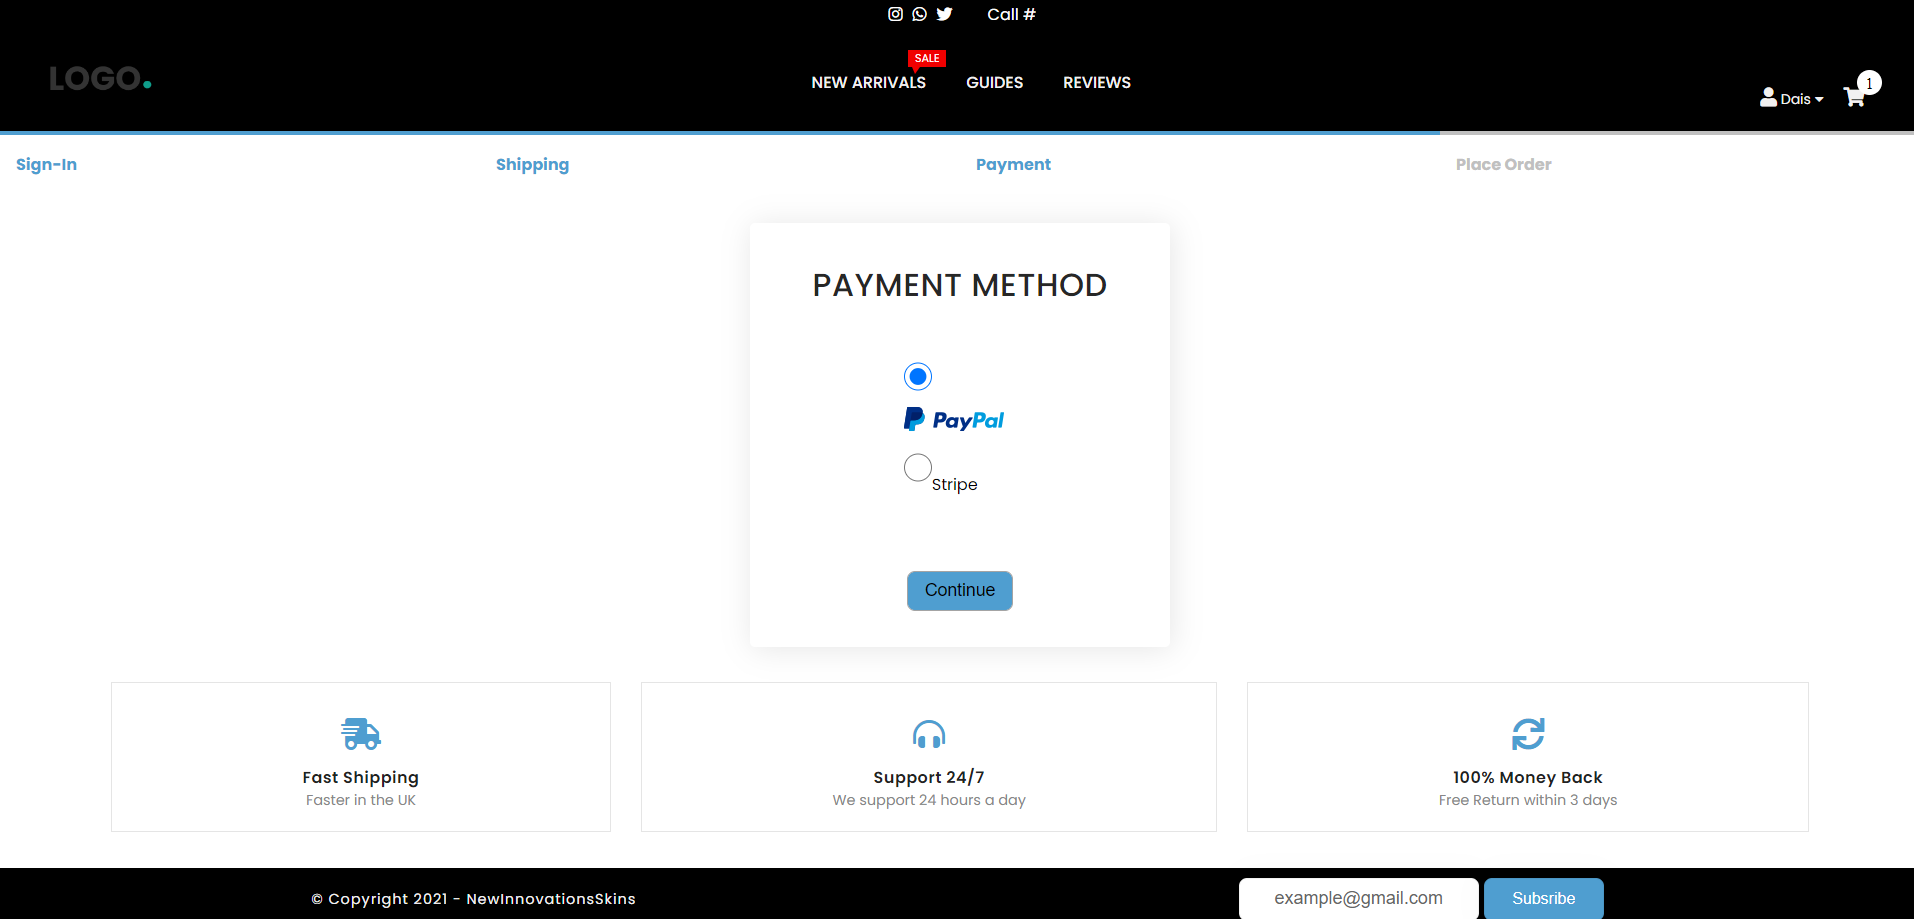 Call #
SALE
LOGO.
NEW ARRIVALS GUIDES REVIEWS
Dais 1
Sign-In Shipping Payment Place Order
PAYMENT METHOD
PayPal
Stripe
Continue
Fast Shipping
Faster in the UK
Support 24/7
We support 24 hours a day
100% Money Back
Free Return within 3 days
© Copyright 2021 - NewInnovationsSkins
example@gmail.com Subsribe